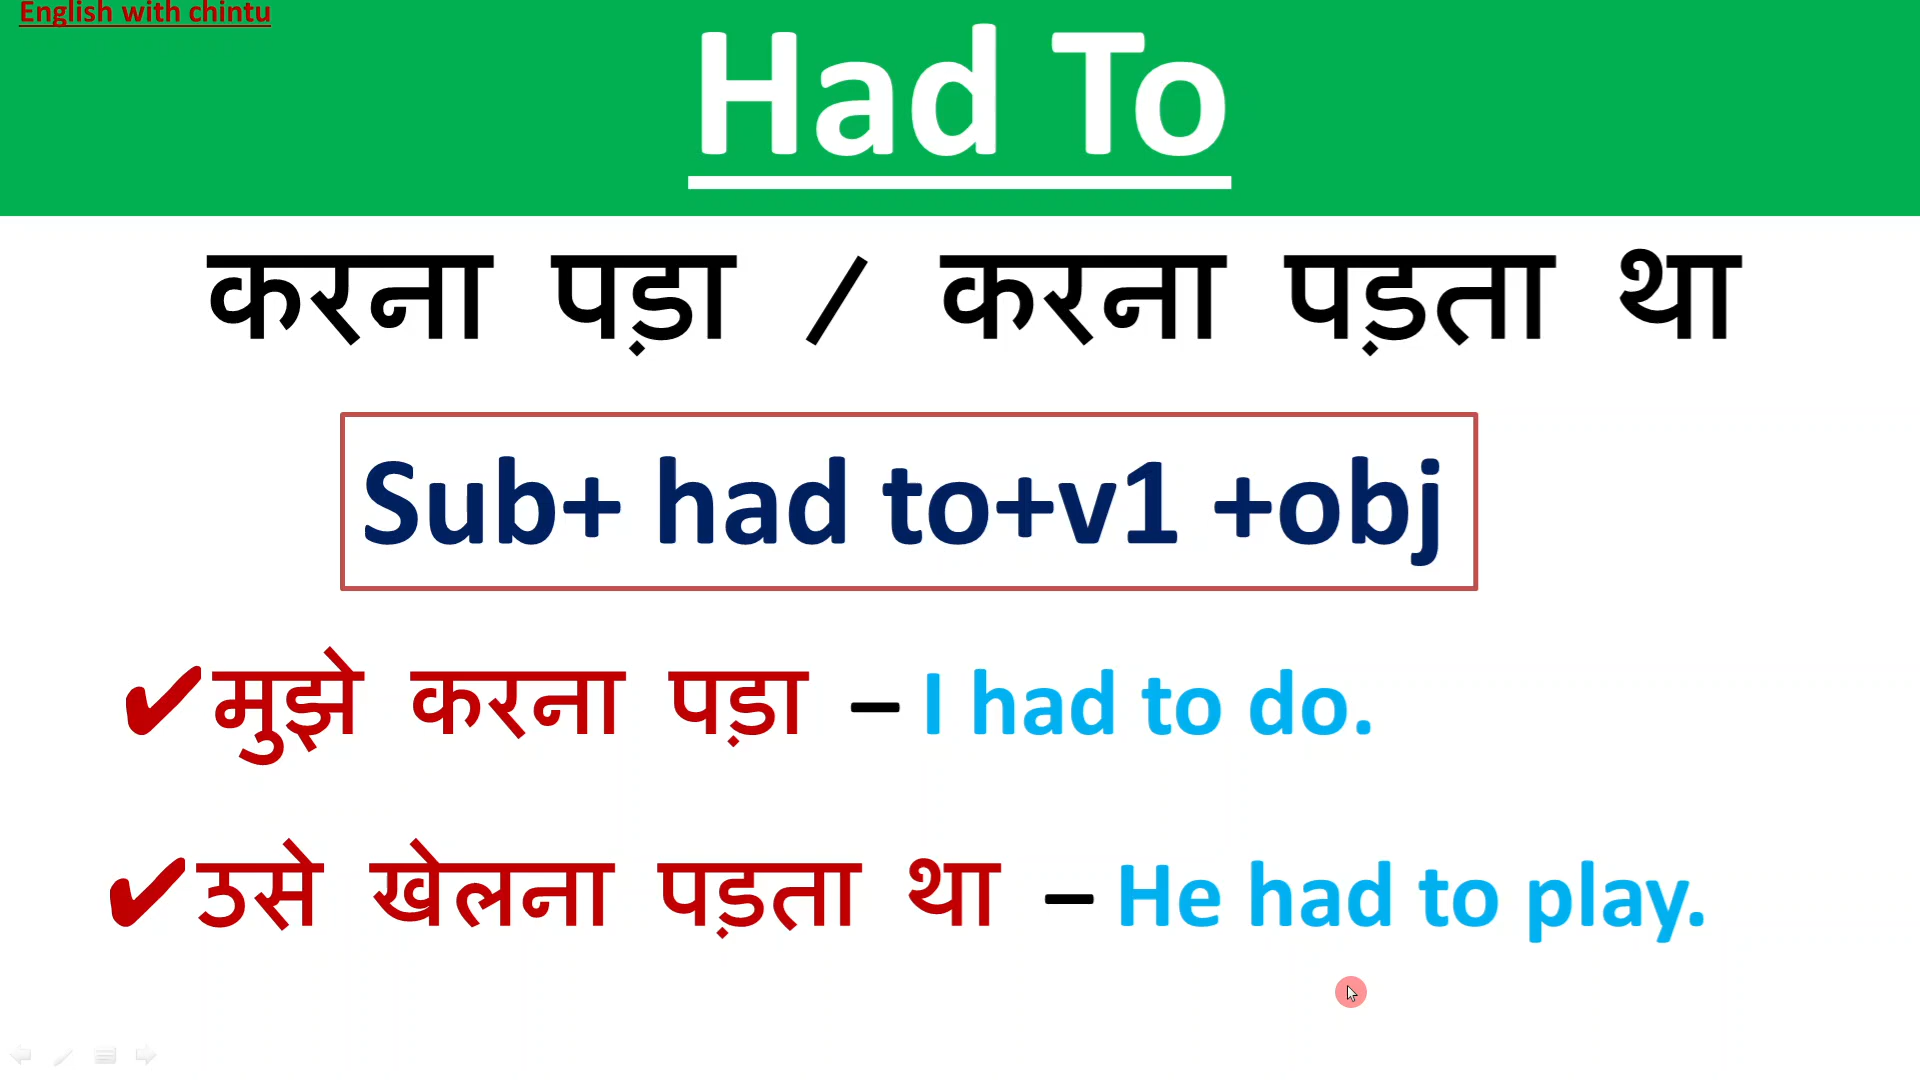 English with chintu
Had To
करना पड़ा / करना पड़ता था
Sub+ had to+v1 +obj
✔मुझे करना पड़ा – I had to do.
✔उसे खेलना पड़ता था – He had to play.